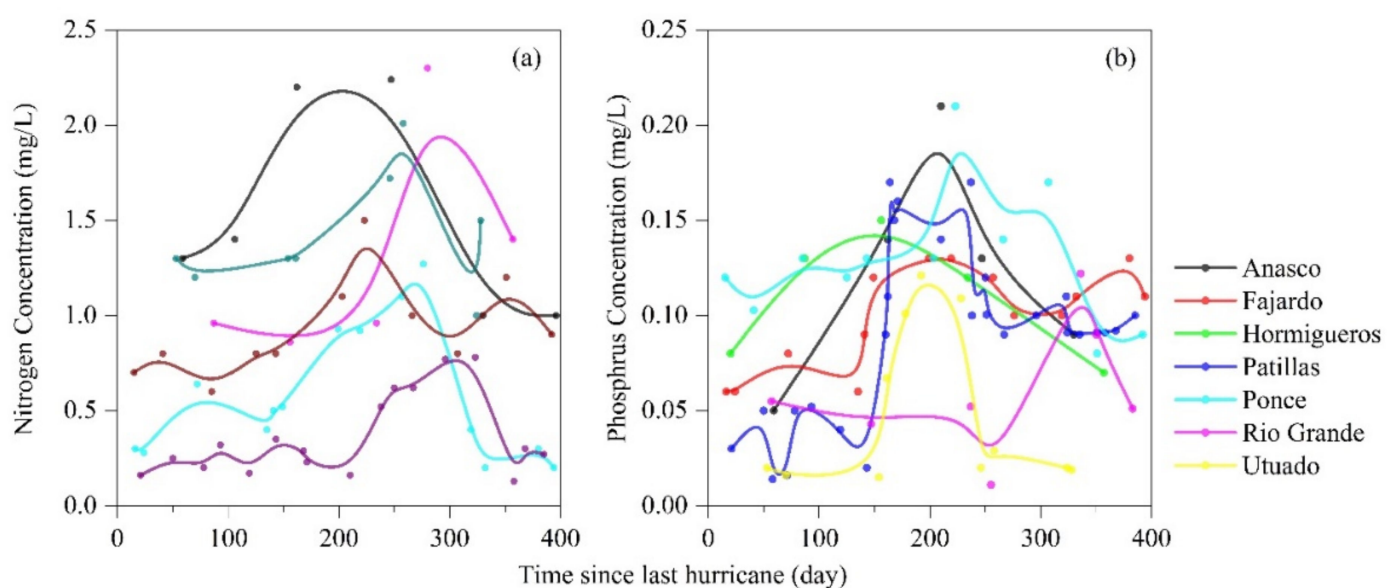 (a)
Nitrogen Concentration (mg/L)
2.5
2.0
1.5
1.0
0.5
0.0
0 100 200 300 400
(b)
Phosphrus Concentration (mg/L)
0.25
0.20
0.15
0.10
0.05
0.00
0 100 200 300 400
Time since last hurricane (day)
Anasco
Fajardo
Hormigueros
Patillas
Ponce
Rio Grande
Utuado